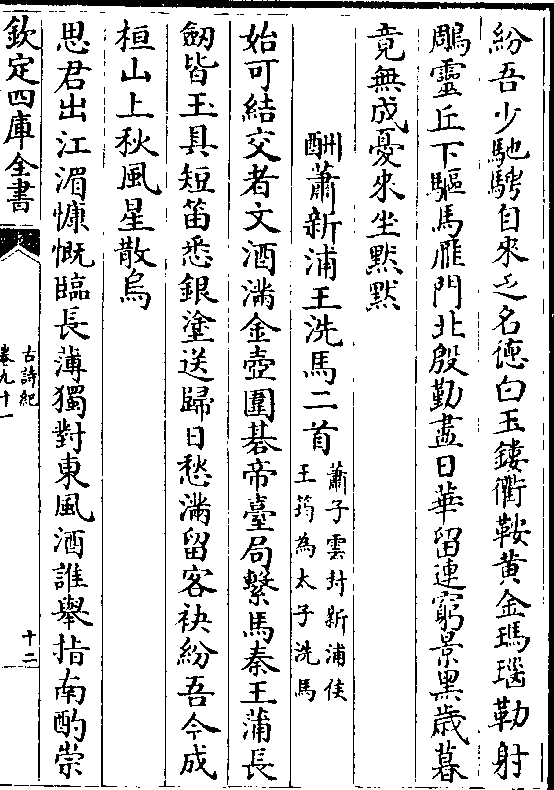 紛吾少馳騁自來乏名德白玉鏤衢鞍黄金瑪瑙勒射
鵰靈丘下驅馬雁門北殷勤盡日華留連窮景黒歳暮
竟無成憂來坐黙黙
酬蕭新浦王洗馬二首
蕭子雲封新浦侯
王筠為太子洗馬
始可結交者文酒滿金壺圍棊帝臺局繫馬秦王蒲長
劒皆玉具短笛悉銀塗送歸日愁滿留客袂紛吾今成
桓山上秋風星散烏
思君出江湄慷慨臨長薄獨對東風酒誰舉指南酌崇
欽定四庫全書
古詩紀
卷九十一
十二